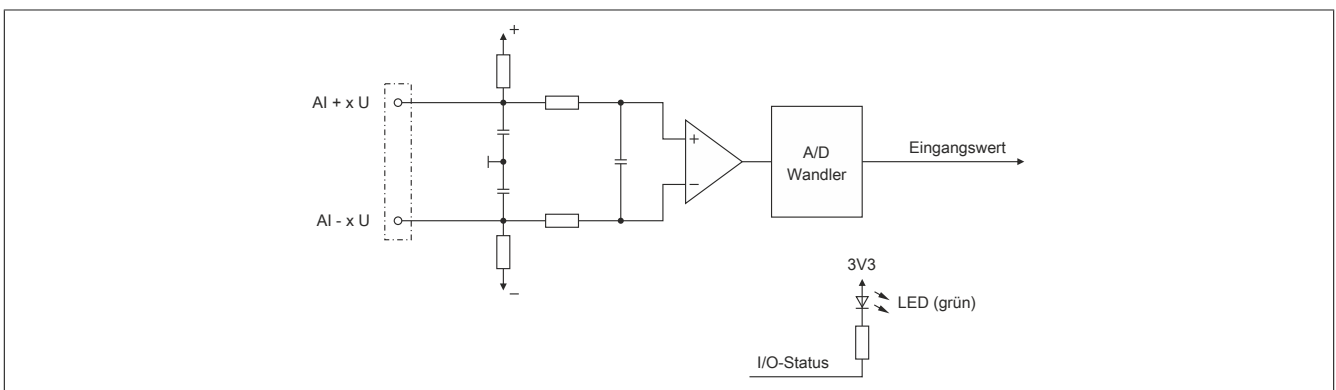 +
AI + x U
+
A/D
Wandler
Eingangswert
−
AI - x U
−
3V3
LED (grün)
I/O-Status